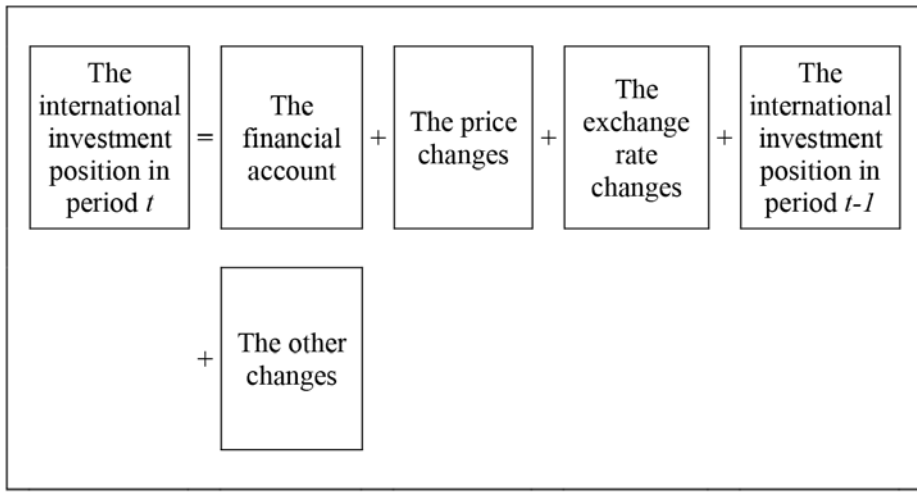 The
international
investment
position in
period t
=
The
financial
account
+
The price
changes
+
The
exchange
rate
changes
+
The
international
investment
position in
period t-1
+
The other
changes